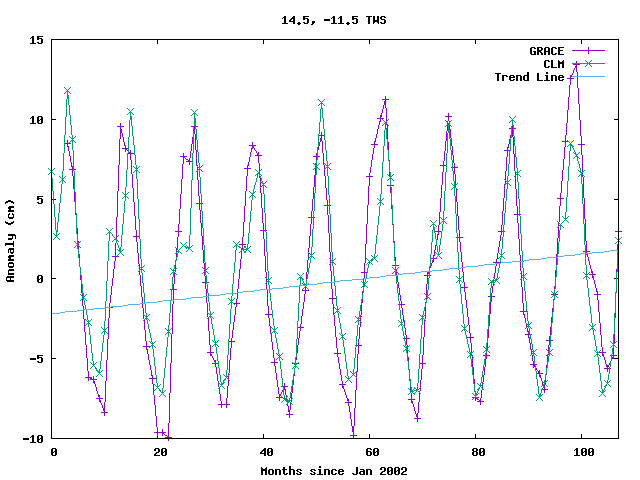 14.5, -11.5 TWS
GRACE
CLM
Trend Line
15
10
5
0
-5
-10
Anomaly (cm)
0 20 40 60 80 100
Months since Jan 2002